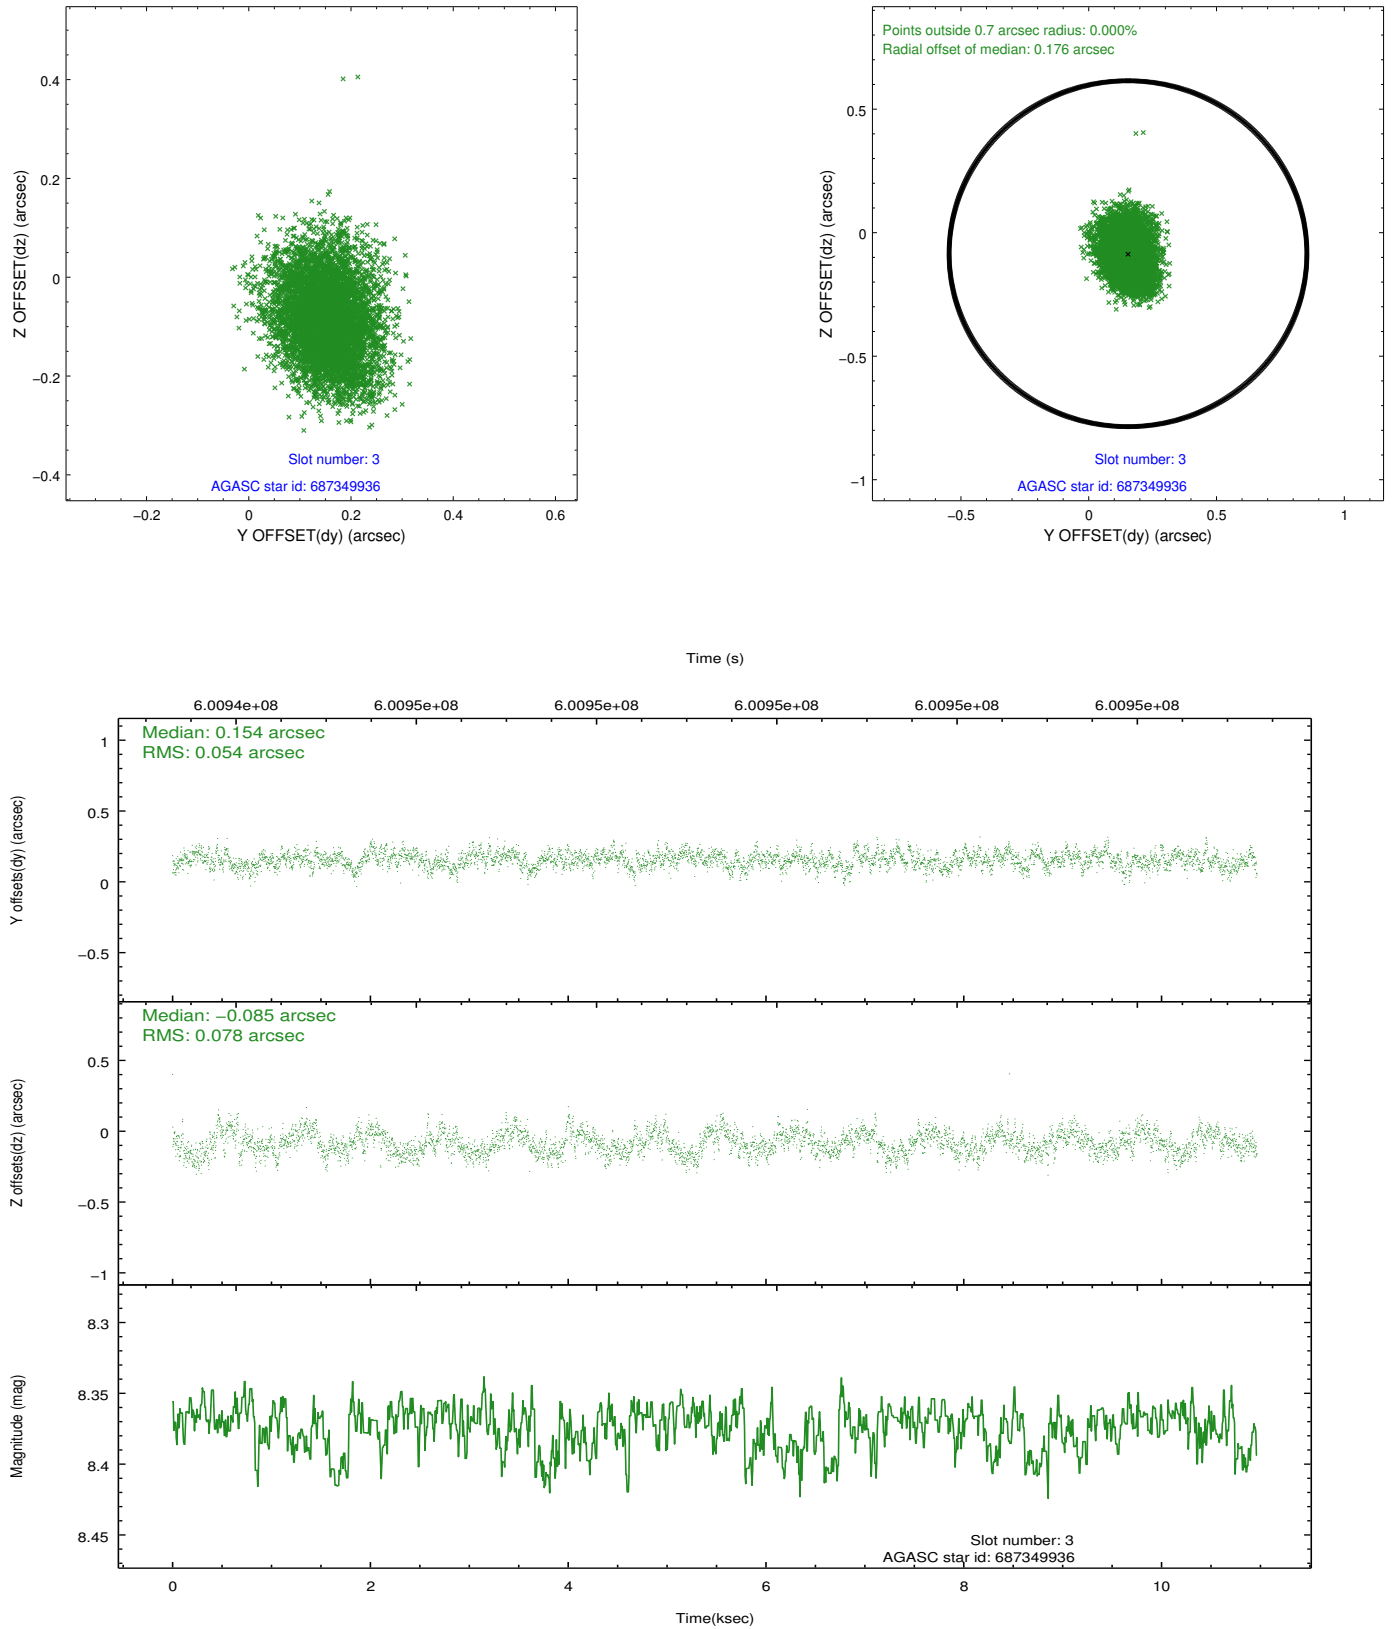 0.4
0.2
0
−0.2
−0.4
Z OFFSET(dz) (arcsec)
Slot number: 3
AGASC star id: 687349936
−0.2 0 0.2 0.4 0.6
Y OFFSET(dy) (arcsec)
Points outside 0.7 arcsec radius: 0.000%
Radial offset of median: 0.176 arcsec
0.5
0
−0.5
−1
Z OFFSET(dz) (arcsec)
Slot number: 3
AGASC star id: 687349936
−0.5 0 0.5 1
Y OFFSET(dy) (arcsec)
Time (s)
6.0094e+08 6.0095e+08 6.0095e+08 6.0095e+08 6.0095e+08 6.0095e+08
Median: 0.154 arcsec
RMS: 0.054 arcsec
1
0.5
0
−0.5
Y offsets(dy) (arcsec)
Median: −0.085 arcsec
RMS: 0.078 arcsec
0.5
0
−0.5
−1
Z offsets(dz) (arcsec)
8.3
8.35
8.4
8.45
Magnitude (mag)
Slot number: 3
AGASC star id: 687349936
0 2 4 6 8 10
Time(ksec)